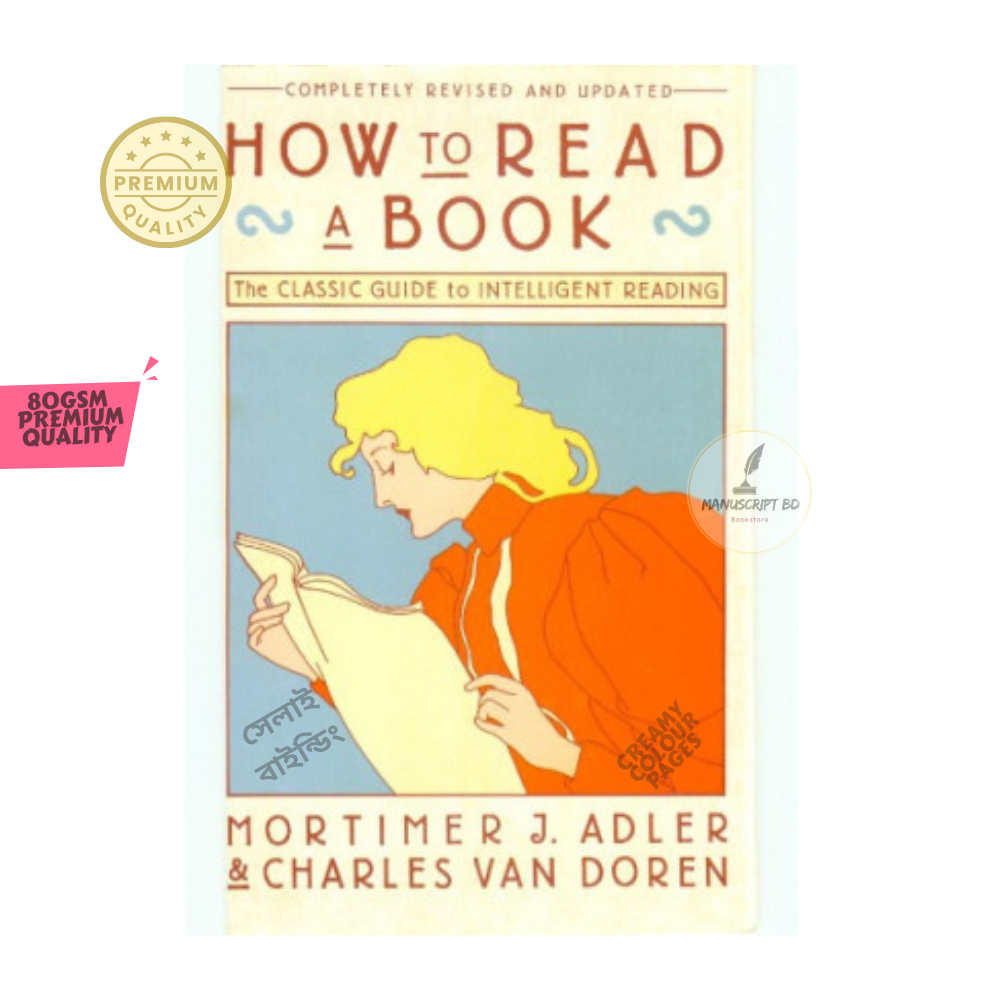 COMPLETELY REVISED AND UPDATED
HOW TO READ
A BOOK
The CLASSIC GUIDE to INTELLIGENT READING
PREMIUM
QUALITY
80GSM
PREMIUM
QUALITY
MANUSCRIPT BD
Bookstore
সেলাই
বাইন্ডিং
CREAMY
COLOUR
PAGES
MORTIMER J. ADLER
& CHARLES VAN DOREN